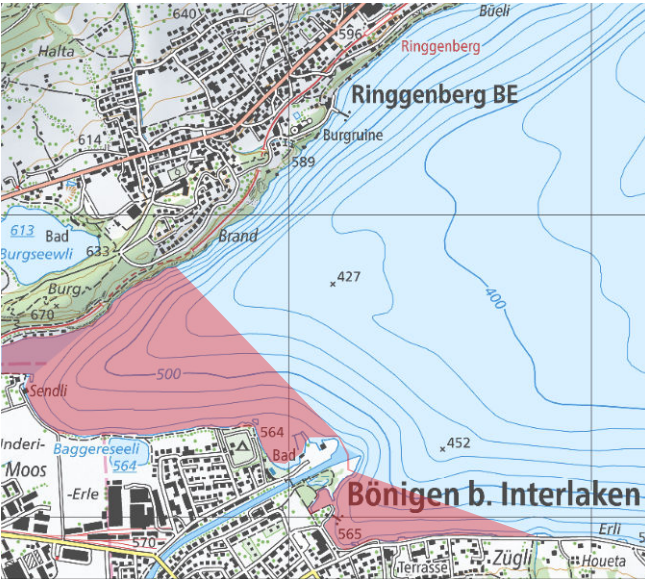 640
Büeli
Halta
596
Ringgenberg
Ringgenberg BE
614
Burgruine
589
613
Bad
Burgseewli
Brand
633
427
Burg
400
670
500
Sendli
564
452
Inderi-
Moos
Baggereseeli
564
Bad
-Erle
Bönigen b. Interlaken
570
565
Erli
5
Terrasse
Zügli
Houeta